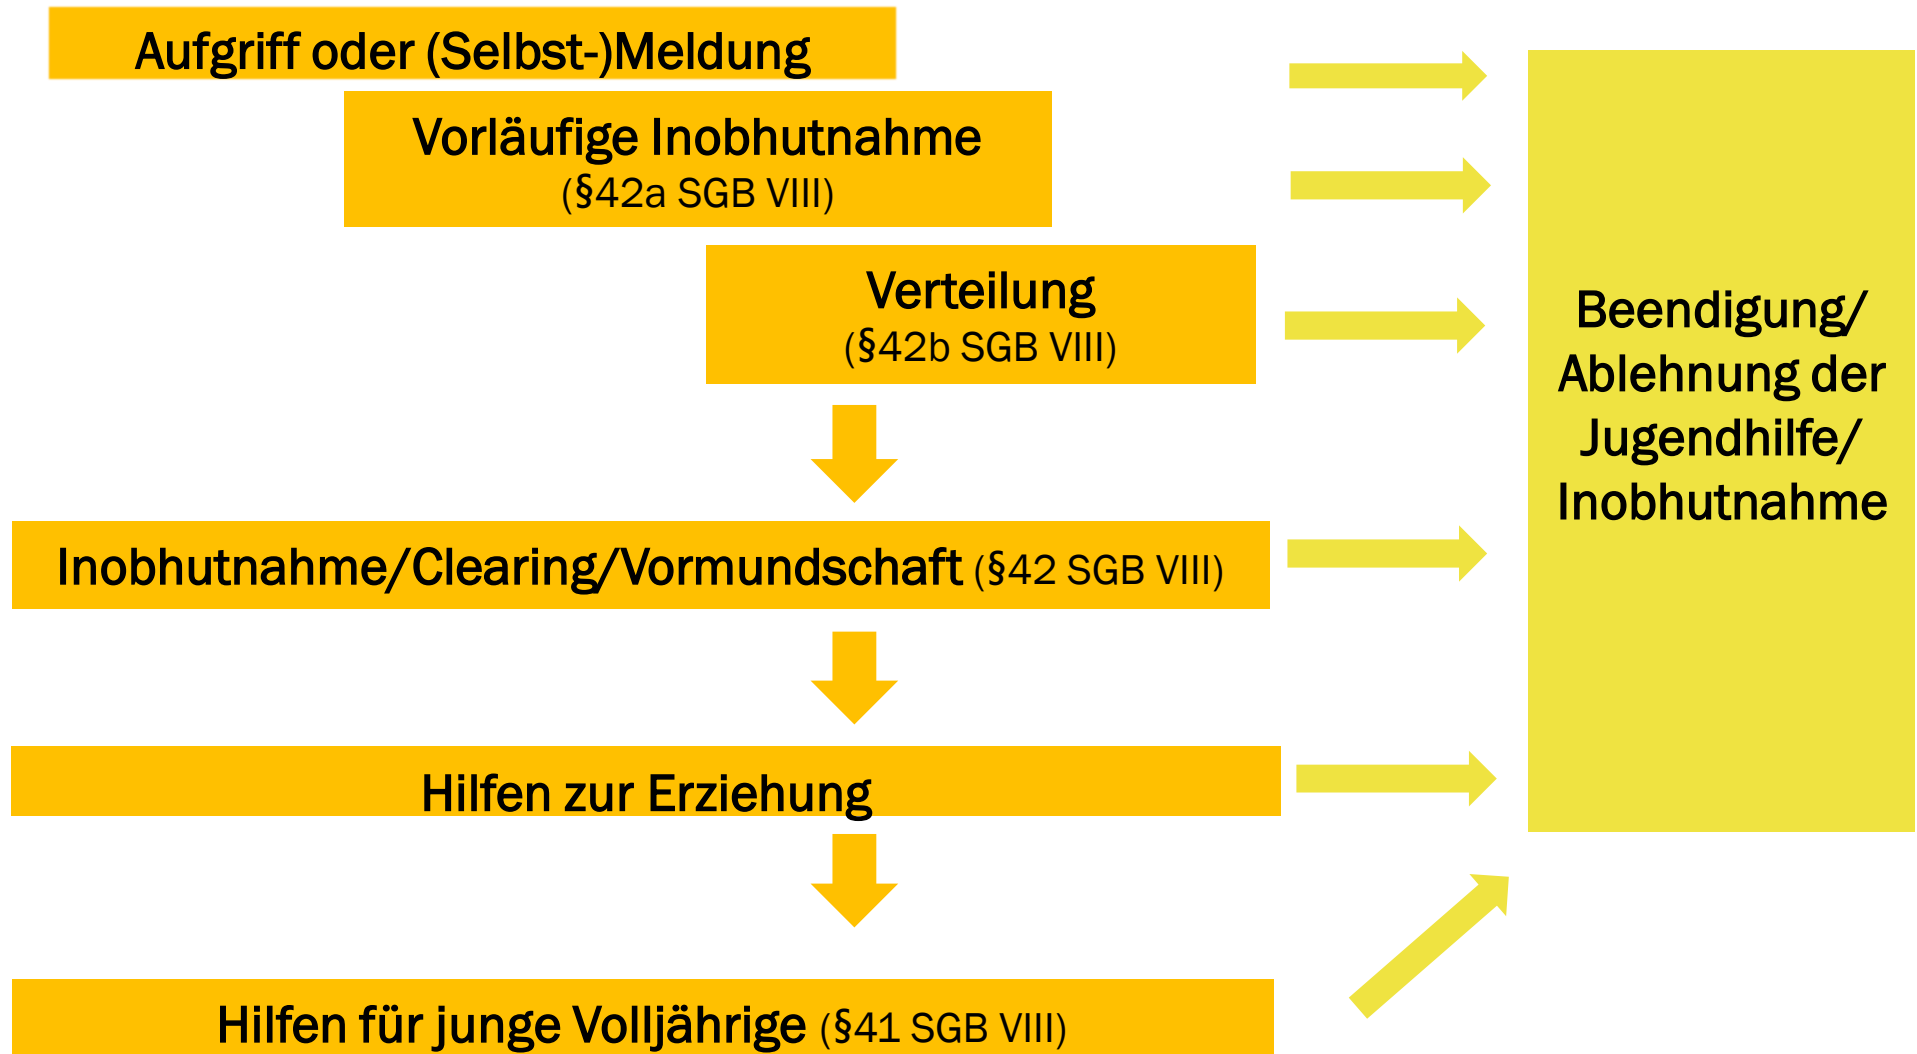 Aufgriff oder (Selbst-)Meldung
Vorläufige Inobhutnahme
(§42a SGB VIII)
Verteilung
(§42b SGB VIII)
Inobhutnahme/Clearing/Vormundschaft (§42 SGB VIII)
Hilfen zur Erziehung
Hilfen für junge Volljährige (§41 SGB VIII)
Beendigung/
Ablehnung der
Jugendhilfe/
Inobhutnahme